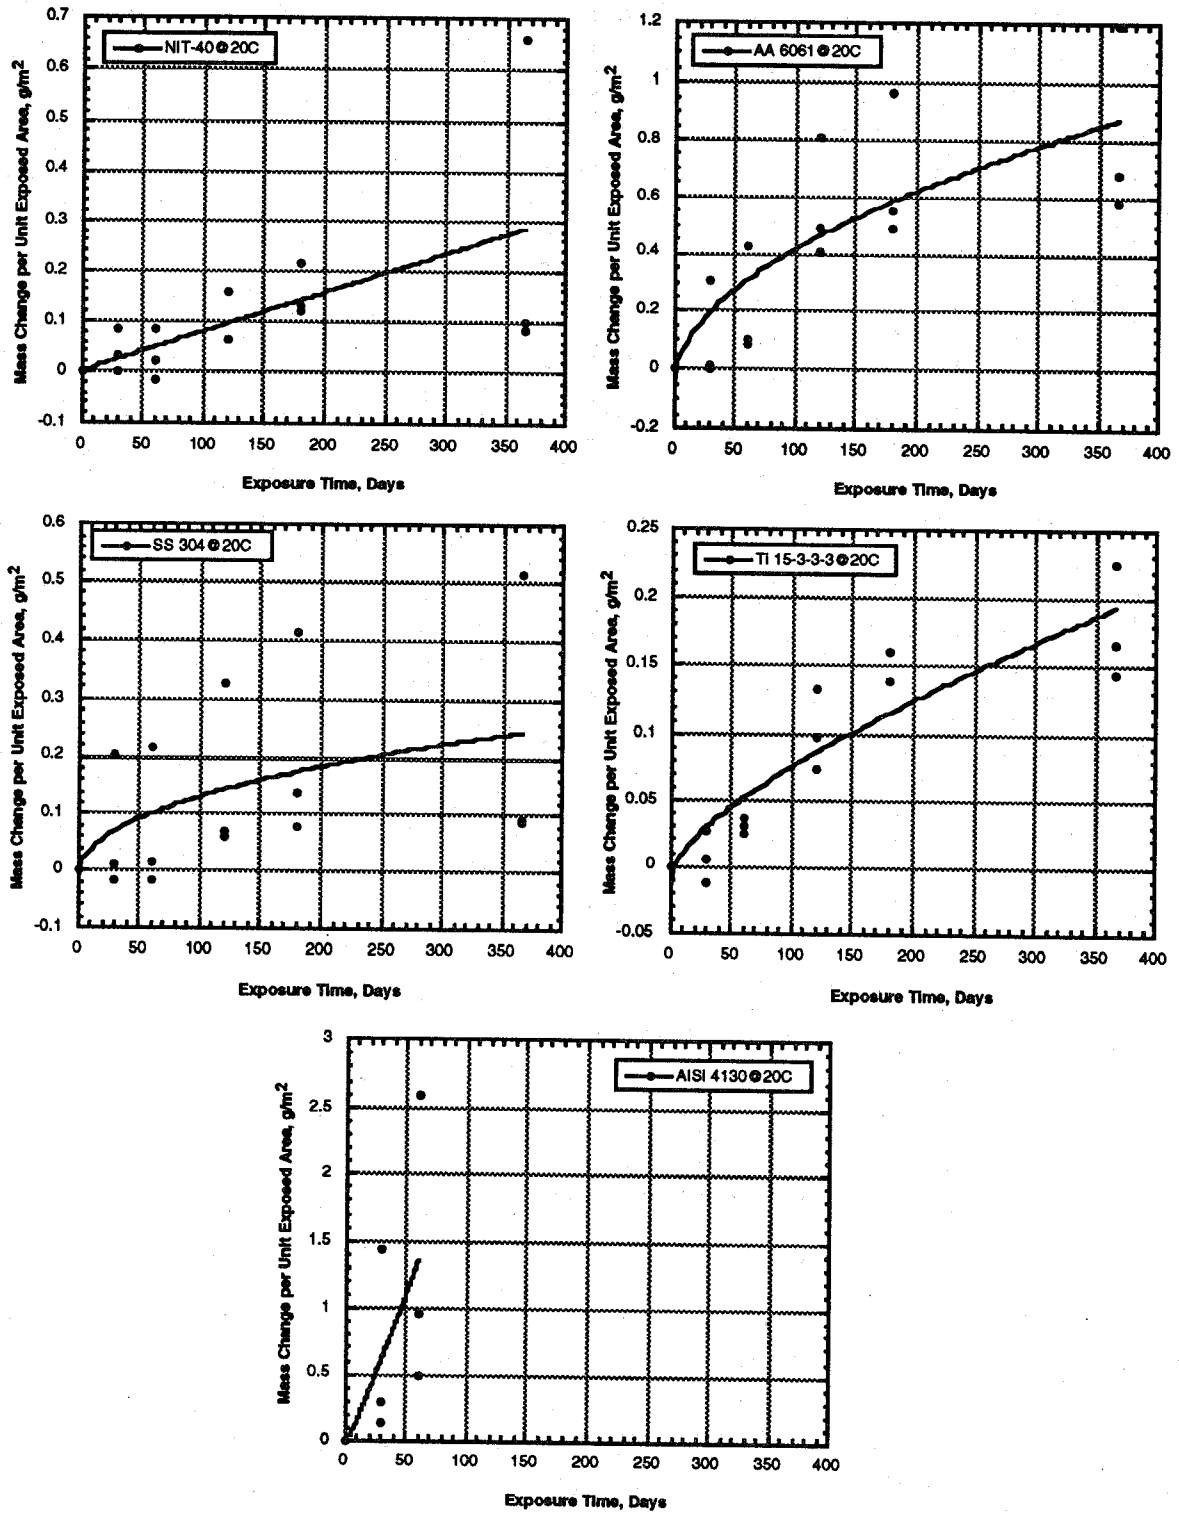 NIT-40@20C
Mass Change per Unit Exposed Area, g/m2
0.7
0.6
0.5
0.4
0.3
0.2
0.1
0
-0.1
0 50 100 150 200 250 300 350 400
Exposure Time, Days
AA 6061@20C
Mass Change per Unit Exposed Area, g/m2
1.2
1
0.8
0.6
0.4
0.2
0
-0.2
0 50 100 150 200 250 300 350 400
Exposure Time, Days
SS 304@20C
Mass Change per Unit Exposed Area, g/m2
0.6
0.5
0.4
0.3
0.2
0.1
0
-0.1
0 50 100 150 200 250 300 350 400
Exposure Time, Days
Ti 15-3-3-3@20C
Mass Change per Unit Exposed Area, g/m2
0.25
0.2
0.15
0.1
0.05
0
-0.05
0 50 100 150 200 250 300 350 400
Exposure Time, Days
AISI 4130@20C
Mass Change per Unit Exposed Area, g/m2
3
2.5
2
1.5
1
0.5
0
0 50 100 150 200 250 300 350 400
Exposure Time, Days